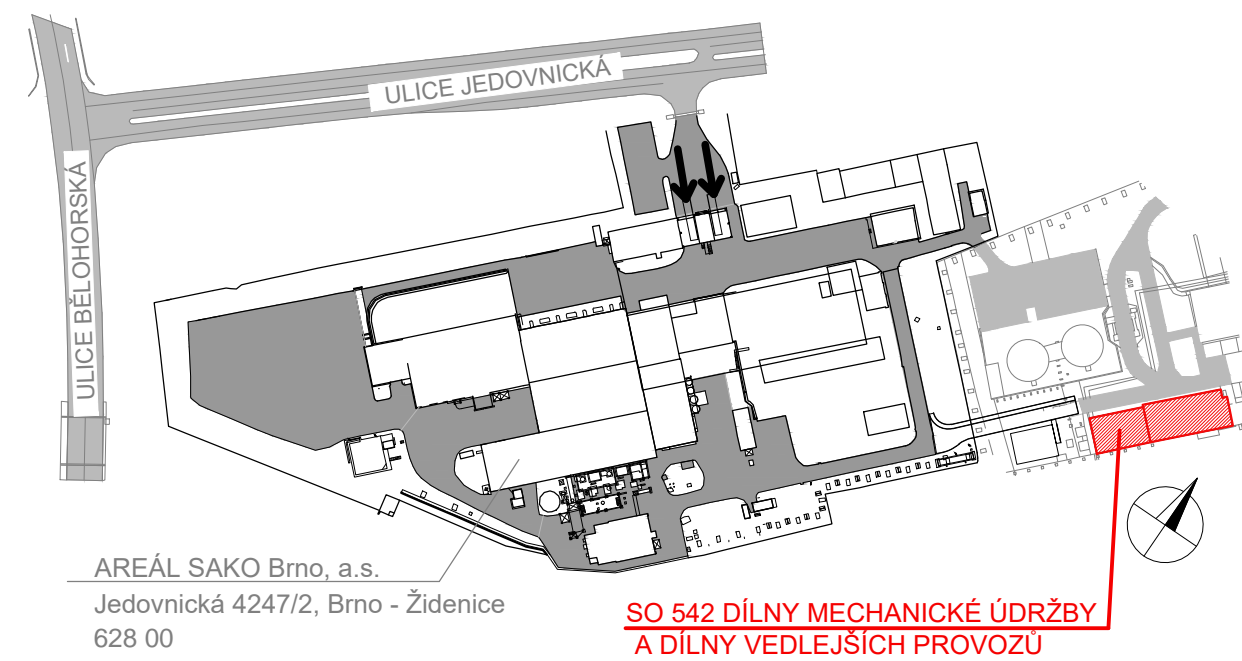 ULICE JEDOVNICKÁ
ULICE BĚLOHORSKÁ
AREÁL SAKO Brno, a.s.
Jedovnická 4247/2, Brno - Židenice
628 00
SO 542 DÍLNY MECHANICKÉ ÚDRŽBY
A DÍLNY VEDLEJŠÍCH PROVOZŮ